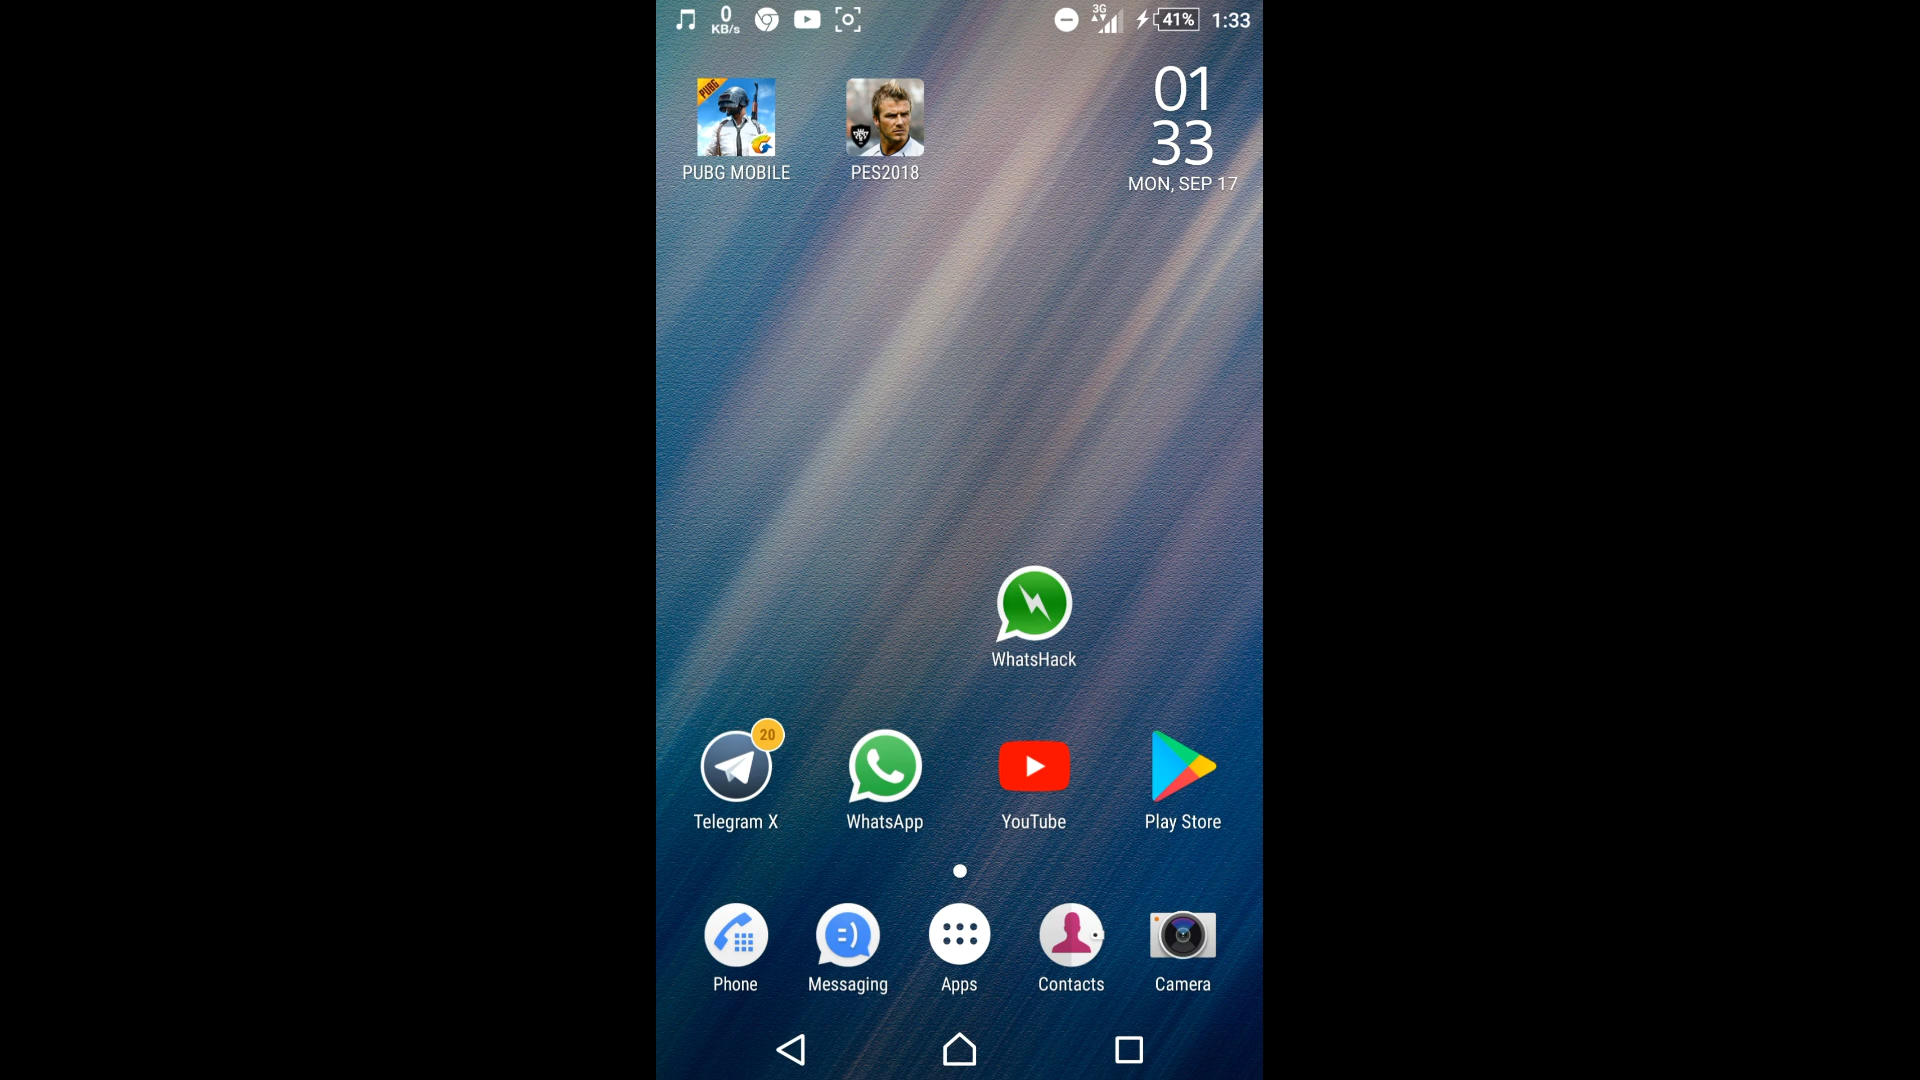 0
KB/s
3G
41%
1:33
PUBG
PUBG MOBILE
PES2018
01
33
MON, SEP 17
WhatsHack
20
Telegram X
WhatsApp
YouTube
Play Store
Phone
Messaging
Apps
Contacts
Camera